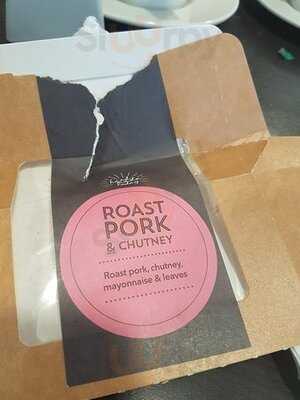 ROAST
PORK
& CHUTNEY
Roast pork, chutney,
mayonnaise & leaves